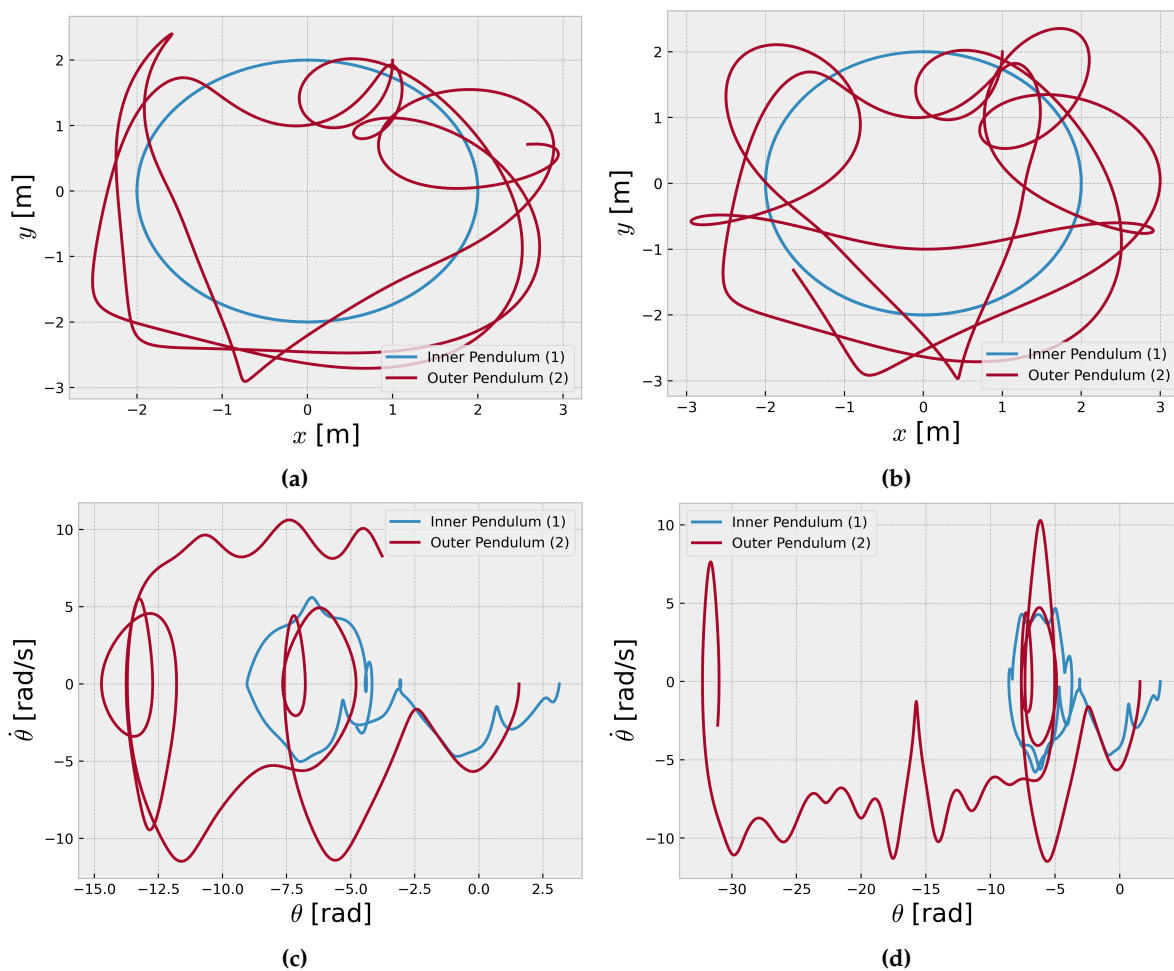 2
1
0
−1
−2
−3
y [m]
Inner Pendulum (1)
Outer Pendulum (2)
−2
−1
0
1
2
3
x [m]
(a)
2
1
0
−1
−2
−3
y [m]
Inner Pendulum (1)
Outer Pendulum (2)
−3
−2
−1
0
1
2
3
x [m]
(b)
10
5
0
−5
−10
θ̇ [rad/s]
Inner Pendulum (1)
Outer Pendulum (2)
−15.0
−12.5
−10.0
−7.5
−5.0
−2.5
0.0
2.5
θ [rad]
(c)
10
5
0
−5
−10
θ̇ [rad/s]
Inner Pendulum (1)
Outer Pendulum (2)
−30
−25
−20
−15
−10
−5
0
θ [rad]
(d)